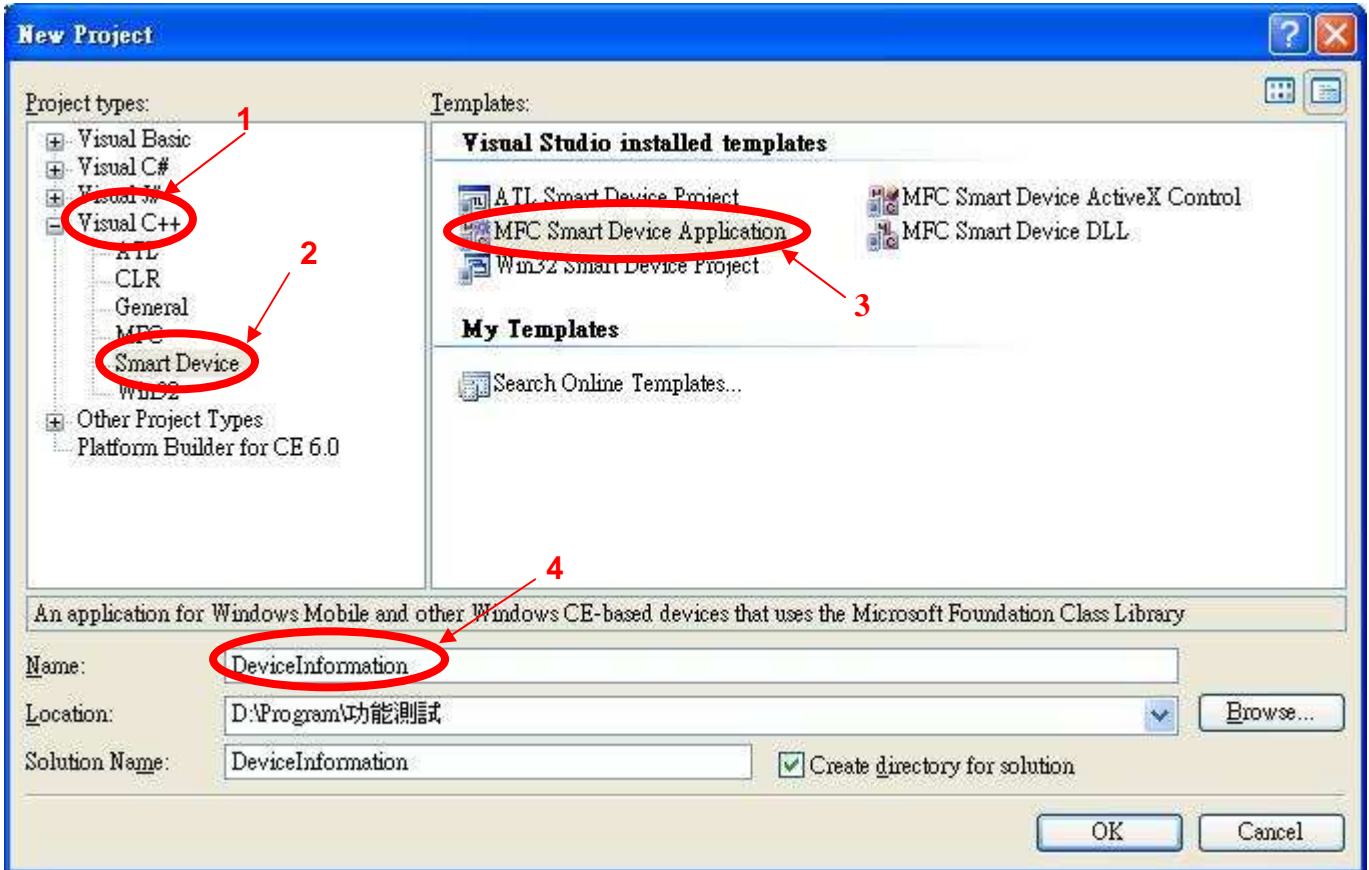 New Project
Project types:
Templates:
1
Visual Basic
Visual C#
Visual J#
Visual C++
ATL
CLR
General
MFC
Smart Device
Win32
Other Project Types
Platform Builder for CE 6.0
2
Visual Studio installed templates
ATL Smart Device Project
MFC Smart Device ActiveX Control
MFC Smart Device Application
MFC Smart Device DLL
Win32 Smart Device Project
3
My Templates
Search Online Templates...
4
An application for Windows Mobile and other Windows CE-based devices that uses the Microsoft Foundation Class Library
Name:
DeviceInformation
Location:
D:\Program\功能測試
Browse...
Solution Name:
DeviceInformation
Create directory for solution
OK
Cancel